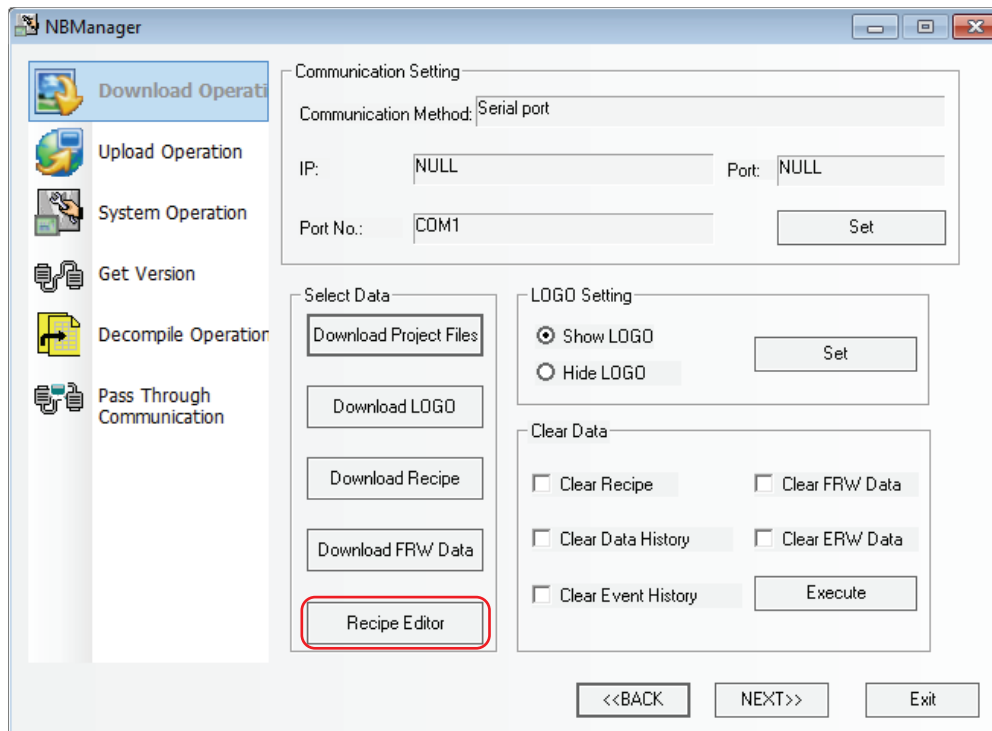 NBManager
Download Operati
Upload Operation
System Operation
Get Version
Decompile Operation
Pass Through
Communication
Communication Setting
Communication Method: Serial port
IP: NULL Port: NULL
Port No.: COM1 Set
Select Data
Download Project Files
Download LOGO
Download Recipe
Download FRW Data
Recipe Editor
LOGO Setting
Show LOGO
Hide LOGO
Set
Clear Data
Clear Recipe Clear FRW Data
Clear Data History Clear ERW Data
Clear Event History Execute
<<BACK NEXT>> Exit